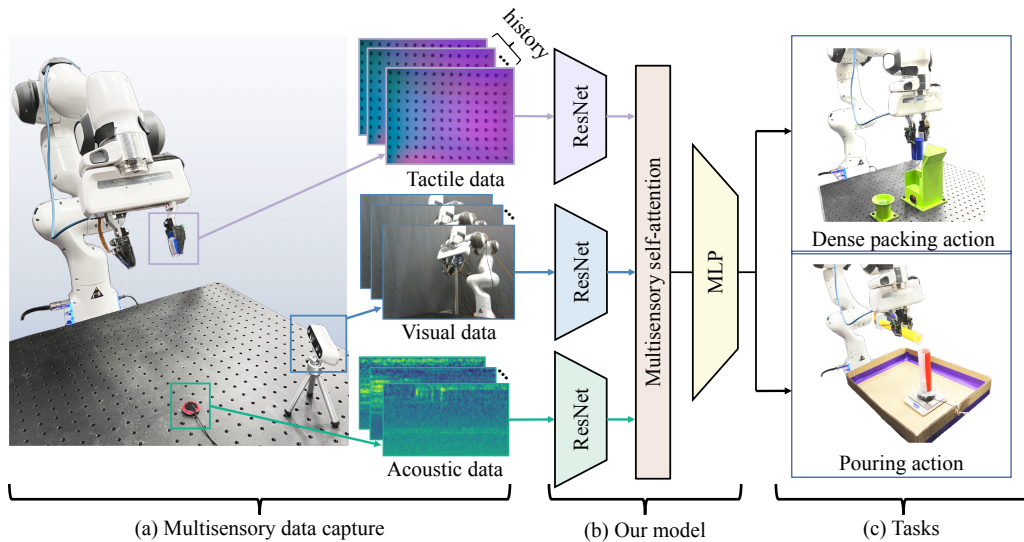 history
Tactile data
Visual data
Acoustic data
ResNet
ResNet
ResNet
Multisensory self-attention
MLP
Dense packing action
Pouring action
(a) Multisensory data capture
(b) Our model
(c) Tasks